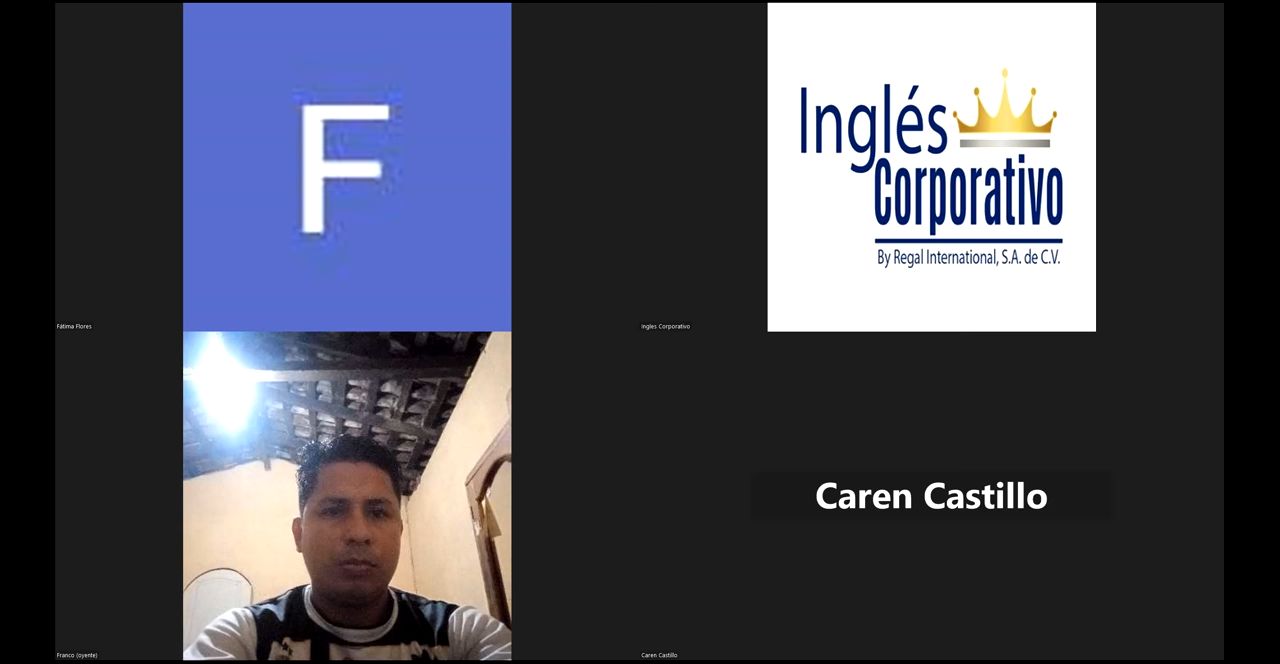 F
Fátima Flores
Inglés
Corporativo
By Regal International, S.A. de C.V.
Ingles Corporativo
Franco (oyente)
Caren Castillo
Caren Castillo